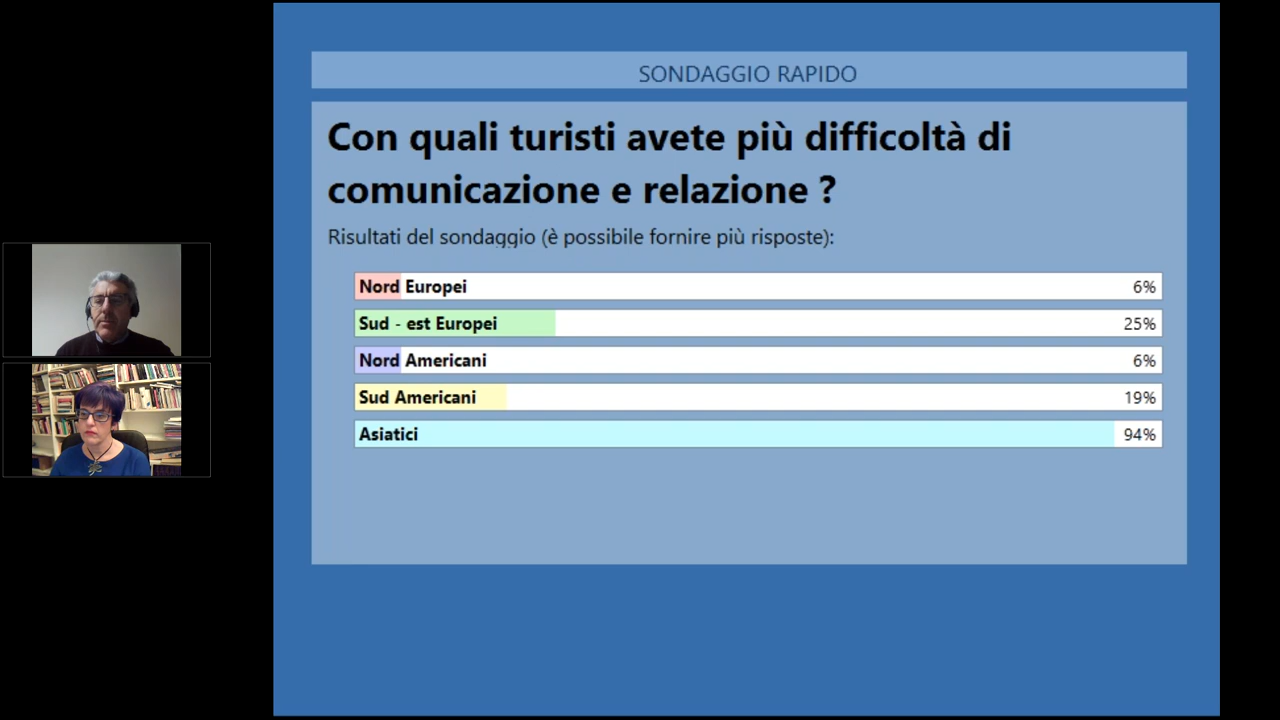 SONDAGGIO RAPIDO
Con quali turisti avete più difficoltà di
comunicazione e relazione ?
Risultati del sondaggio (è possibile fornire più risposte):
Nord Europei 6%
Sud - est Europei 25%
Nord Americani 6%
Sud Americani 19%
Asiatici 94%